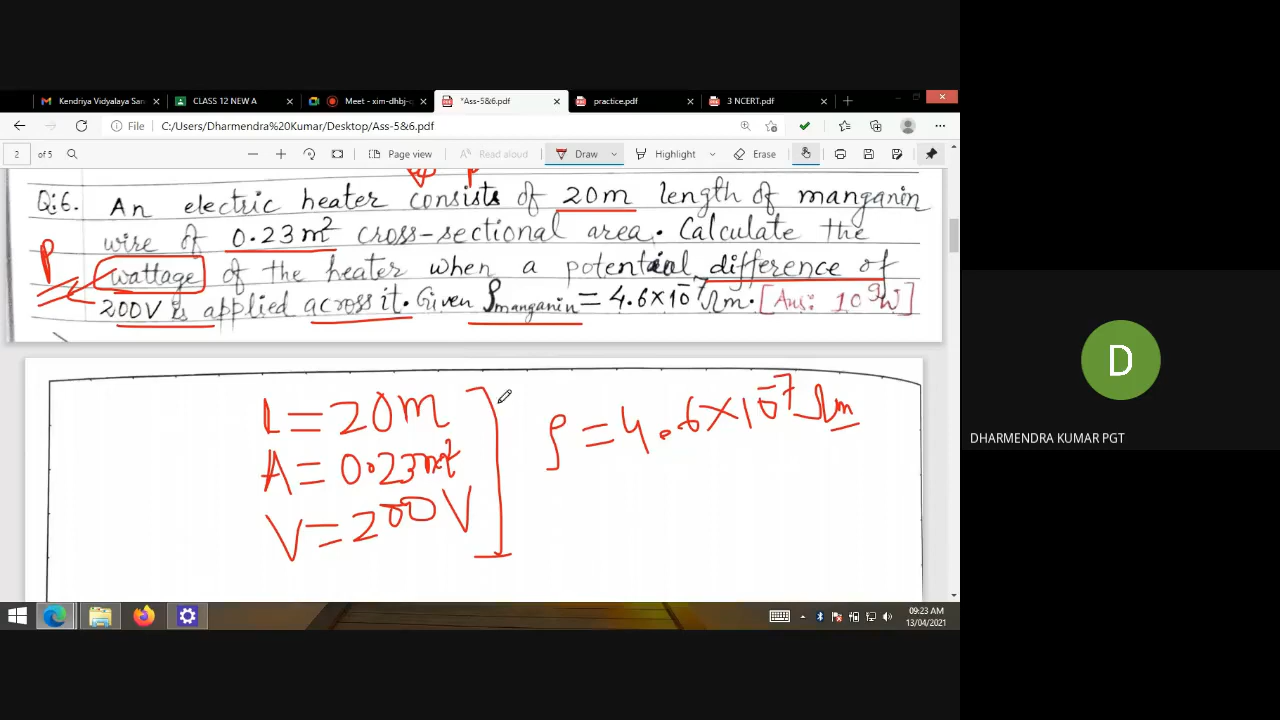 Kendriya Vidyalaya San
CLASS 12 NEW A
Meet - xim-dhbj-
*Ass-5&6.pdf
practice.pdf
3 NCERT.pdf
File C:/Users/Dharmendra%20Kumar/Desktop/Ass-5&6.pdf
2 of 5 Page view Read aloud Draw Highlight Erase
Q:6. An electric heater consists of 20m length of manganin
wire of 0.23 m² cross-sectional area. Calculate the
P
wattage of the heater when a potential difference of
200V is applied across it. Given ρmanganin = 4.6×10⁻⁷ Ωm. [Ans: 10⁹W]
l = 20m
ρ = 4.6×10⁻⁷ Ωm
A = 0.23m²
V = 200V
D
DHARMENDRA KUMAR PGT
09:23 AM
13/04/2021